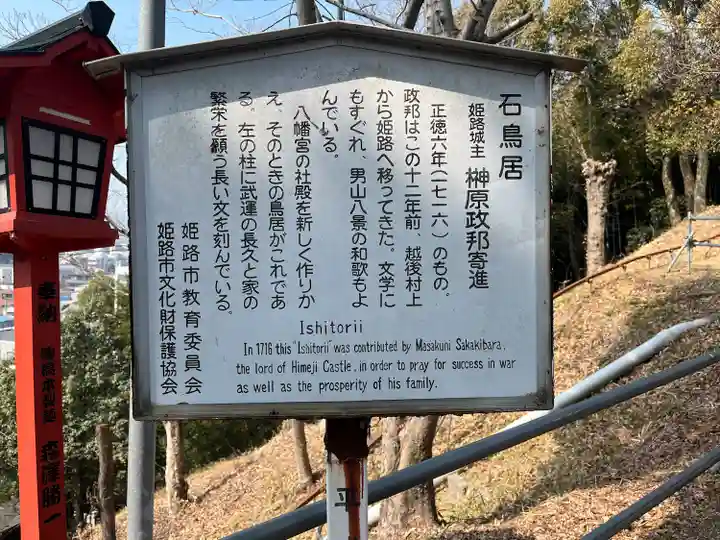 石鳥居
姫路城主 榊原政邦寄進
正徳六年(一七一六)のもの。
政邦はこの十二年前、越後村上
から姫路へ移ってきた。文学に
もすぐれ、男山八景の和歌もよ
んでいる。
八幡宮の社殿を新しく作りか
え、そのときの鳥居がこれであ
る。左の柱に武運の長久と家の
繁栄を願う長い文を刻んでいる。
姫路市教育委員会
姫路市文化財保護協会
Ishitorii
In 1716 this "Ishitorii" was contributed by Masakuni Sakakibara,
the lord of Himeji Castle, in order to pray for success in war
as well as the prosperity of his family.
奉納
平